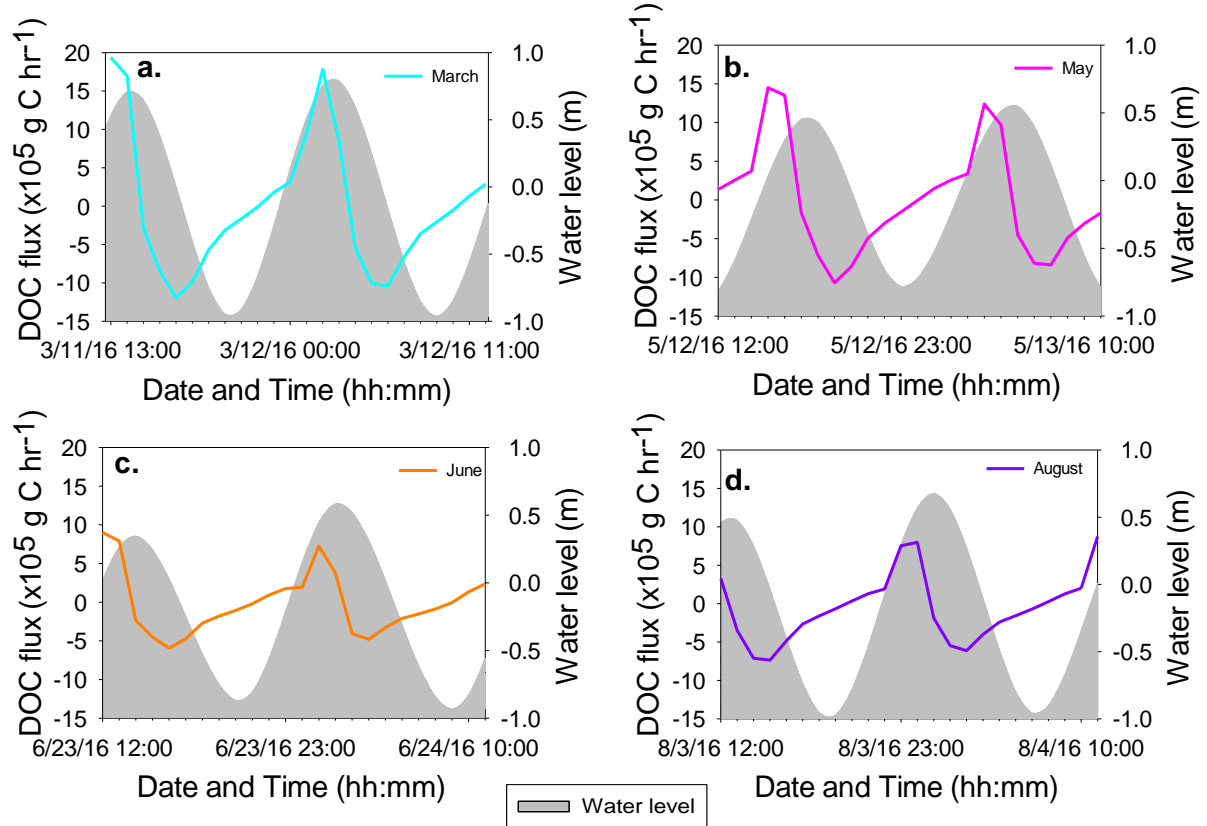 a.
March
20
15
10
5
0
-5
-10
-15
1.0
0.5
0.0
-0.5
-1.0
DOC flux (x10⁵ g C hr⁻¹)
Water level (m)
3/11/16 13:00 3/12/16 00:00 3/12/16 11:00
Date and Time (hh:mm)
b.
May
20
15
10
5
0
-5
-10
-15
1.0
0.5
0.0
-0.5
-1.0
DOC flux (x10⁵ g C hr⁻¹)
Water level (m)
5/12/16 12:00 5/12/16 23:00 5/13/16 10:00
Date and Time (hh:mm)
c.
June
20
15
10
5
0
-5
-10
-15
1.0
0.5
0.0
-0.5
-1.0
DOC flux (x10⁵ g C hr⁻¹)
Water level (m)
6/23/16 12:00 6/23/16 23:00 6/24/16 10:00
Date and Time (hh:mm)
d.
August
20
15
10
5
0
-5
-10
-15
1.0
0.5
0.0
-0.5
-1.0
DOC flux (x10⁵ g C hr⁻¹)
Water level (m)
8/3/16 12:00 8/3/16 23:00 8/4/16 10:00
Date and Time (hh:mm)
Water level